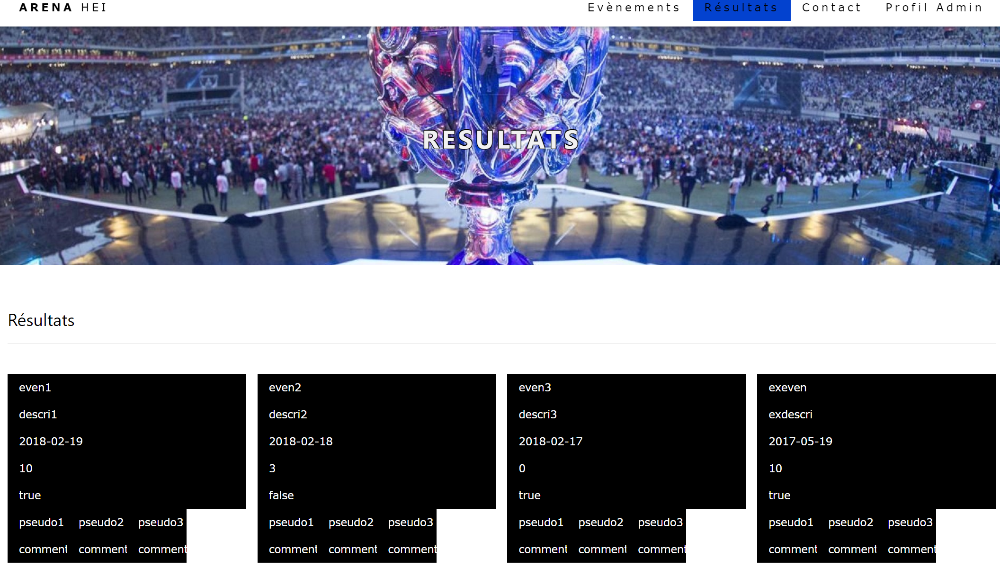 ARENA HEI Evènements Résultats Contact Profil Admin
RESULTATS
Résultats
even1 even2 even3 exeven
descri1 descri2 descri3 exdescri
2018-02-19 2018-02-18 2018-02-17 2017-05-19
10 3 0 10
true false true true
pseudo1 pseudo2 pseudo3 pseudo1 pseudo2 pseudo3 pseudo1 pseudo2 pseudo3 pseudo1 pseudo2 pseudo3
comment comment comment comment comment comment comment comment comment comment comment comment